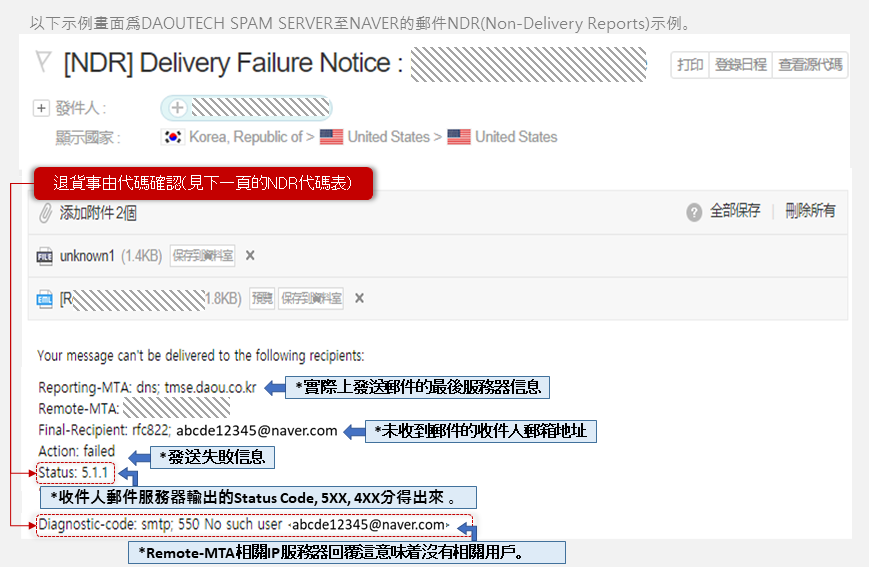 以下示例畫面爲DAOUTECH SPAM SERVER至NAVER的郵件NDR(Non-Delivery Reports)示例。
[NDR] Delivery Failure Notice :
打印 登錄日程 查看源代碼
發件人 :
顯示國家 : Korea, Republic of > United States > United States
退貨事由代碼確認(見下一頁的NDR代碼表)
添加附件 2個 全部保存 刪除所有
FILE unknown1 (1.4KB) 保存到資料室 X
EML [R 1.8KB) 預覽 保存到資料室 X
Your message can't be delivered to the following recipients:
Reporting-MTA: dns; tmse.daou.co.kr *實際上發送郵件的最後服務器信息
Remote-MTA:
Final-Recipient: rfc822; abcde12345@naver.com *未收到郵件的收件人郵箱地址
Action: failed
*發送失敗信息
Status: 5.1.1
*收件人郵件服務器輸出的Status Code, 5XX, 4XX分得出來 。
Diagnostic-code: smtp; 550 No such user <abcde12345@naver.com>
*Remote-MTA相關IP服務器回覆這意味着沒有相關用戶。